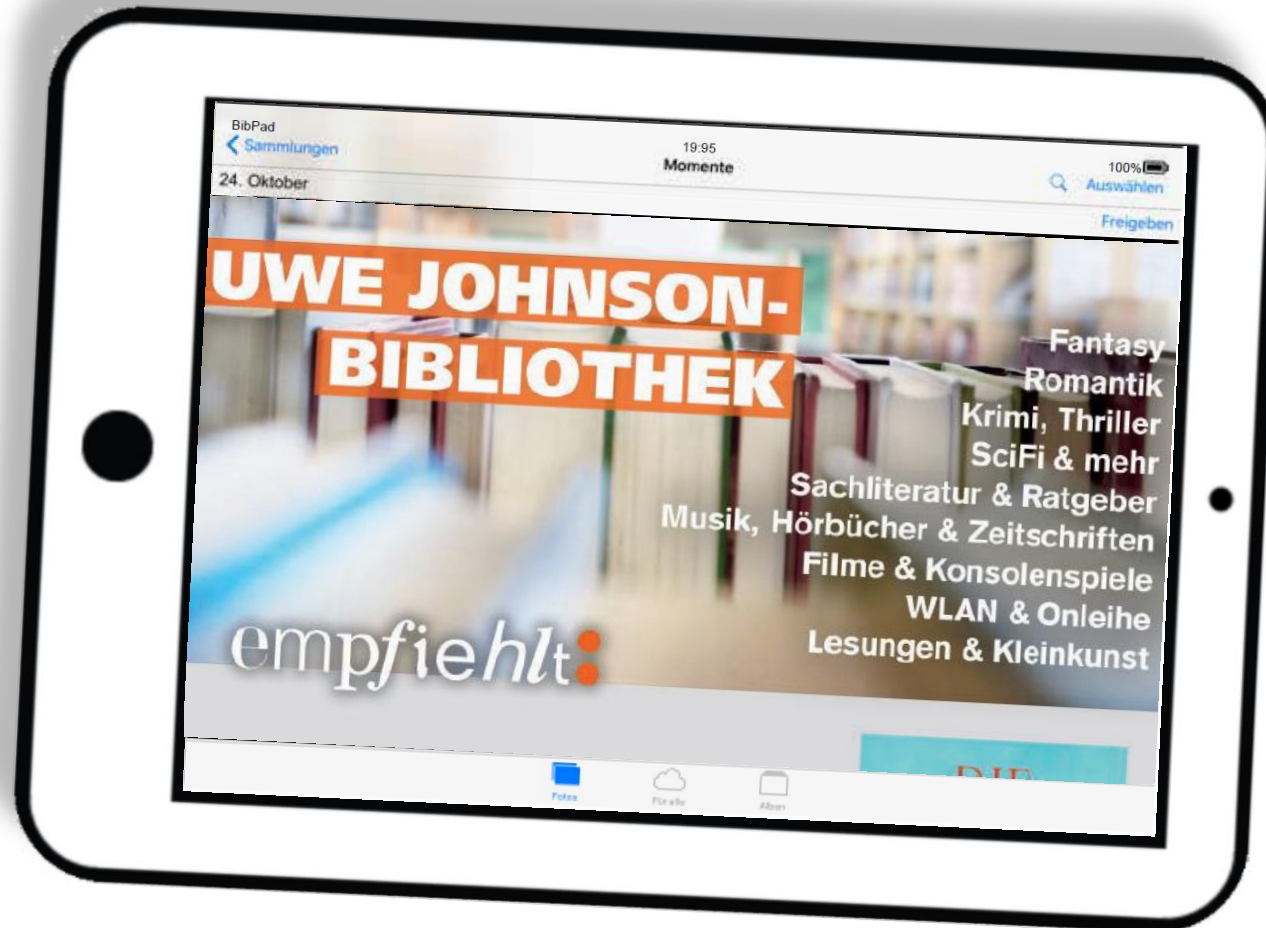 BibPad
19:95
100%
Sammlungen
Momente
Auswählen
24. Oktober
Freigeben
UWE JOHNSON-
BIBLIOTHEK
Fantasy
Romantik
Krimi, Thriller
SciFi & mehr
Sachliteratur & Ratgeber
Musik, Hörbücher & Zeitschriften
Filme & Konsolenspiele
WLAN & Onleihe
Lesungen & Kleinkunst
empfiehlt:
DIE
Fotos
Für alle
Alben